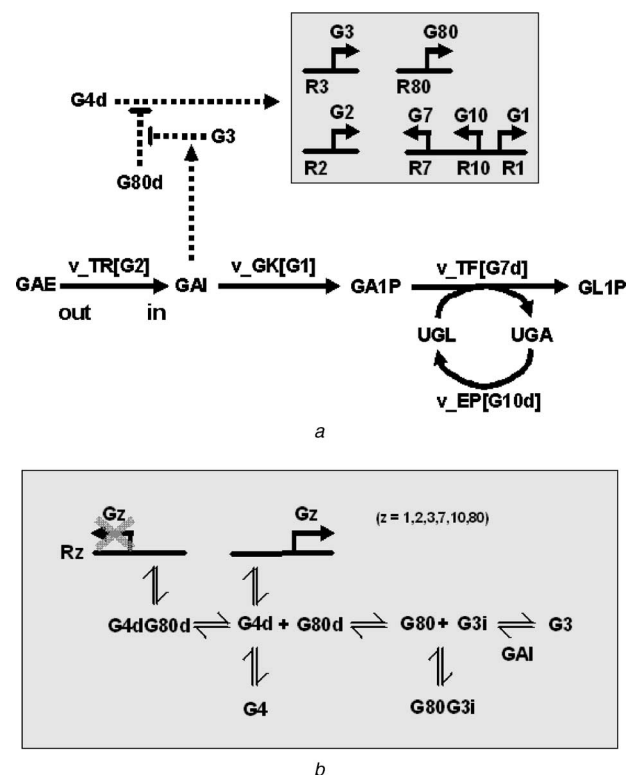 G3 G80
R3 R80
G4d
G2 G7 G10 G1
G3
R2 R7 R10 R1
G80d
v_TR[G2] v_GK[G1] v_TF[G7d]
GAE GAI GA1P GL1P
out in
UGL UGA
v_EP[G10d]
a
Gz Gz (z = 1,2,3,7,10,80)
Rz
G4dG80d G4d + G80d G80 + G3i G3
GAI
G4 G80G3i
b